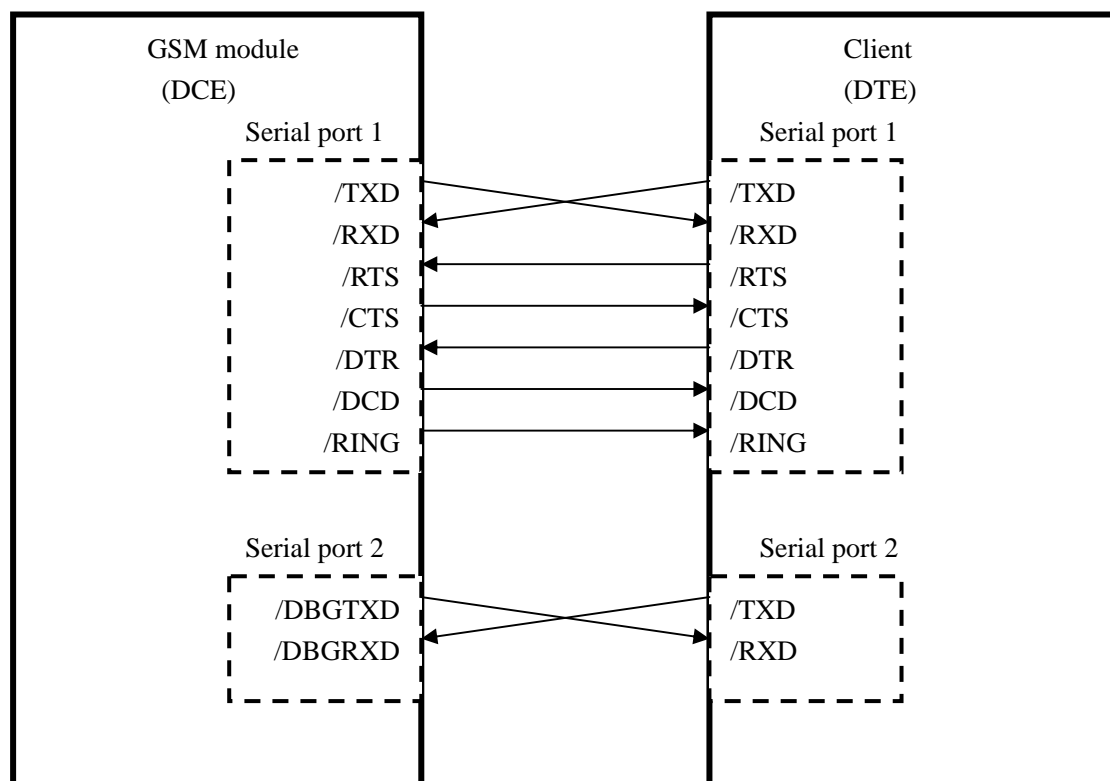 GSM module
(DCE)
Serial port 1
/TXD
/RXD
/RTS
/CTS
/DTR
/DCD
/RING
Serial port 2
/DBGTXD
/DBGRXD
Client
(DTE)
Serial port 1
/TXD
/RXD
/RTS
/CTS
/DTR
/DCD
/RING
Serial port 2
/TXD
/RXD